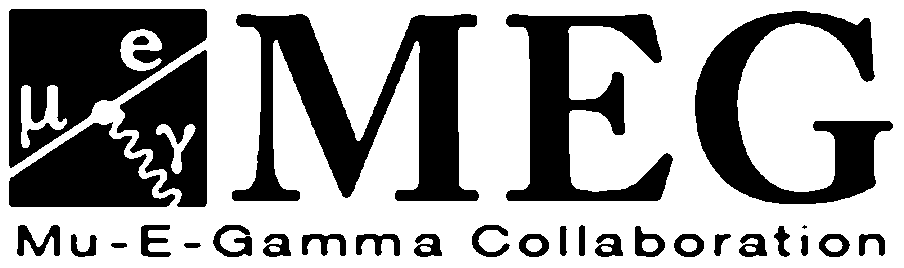 e
μ
γ
MEG
Mu-E-Gamma Collaboration